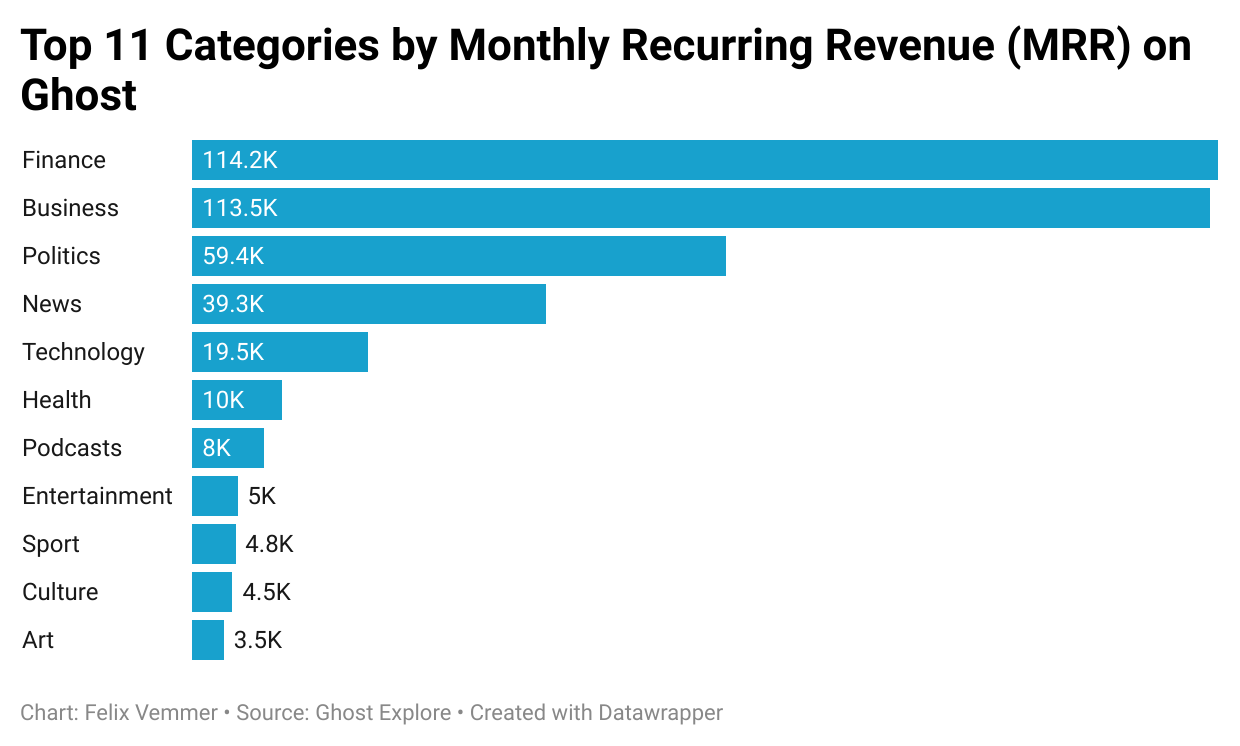 Top 11 Categories by Monthly Recurring Revenue (MRR) on
Ghost
Finance 114.2K
Business 113.5K
Politics 59.4K
News 39.3K
Technology 19.5K
Health 10K
Podcasts 8K
Entertainment 5K
Sport 4.8K
Culture 4.5K
Art 3.5K
Chart: Felix Vemmer • Source: Ghost Explore • Created with Datawrapper